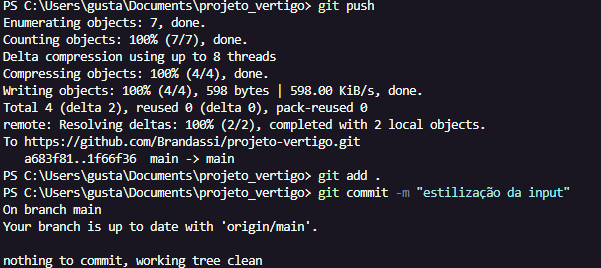 PS C:\Users\gusta\Documents\projeto_vertigo> git push
Enumerating objects: 7, done.
Counting objects: 100% (7/7), done.
Delta compression using up to 8 threads
Compressing objects: 100% (4/4), done.
Writing objects: 100% (4/4), 598 bytes | 598.00 KiB/s, done.
Total 4 (delta 2), reused 0 (delta 0), pack-reused 0
remote: Resolving deltas: 100% (2/2), completed with 2 local objects.
To https://github.com/Brandassi/projeto-vertigo.git
   a683f81..1f66f36  main -> main
PS C:\Users\gusta\Documents\projeto_vertigo> git add .
PS C:\Users\gusta\Documents\projeto_vertigo> git commit -m "estilização da input"
On branch main
Your branch is up to date with 'origin/main'.

nothing to commit, working tree clean